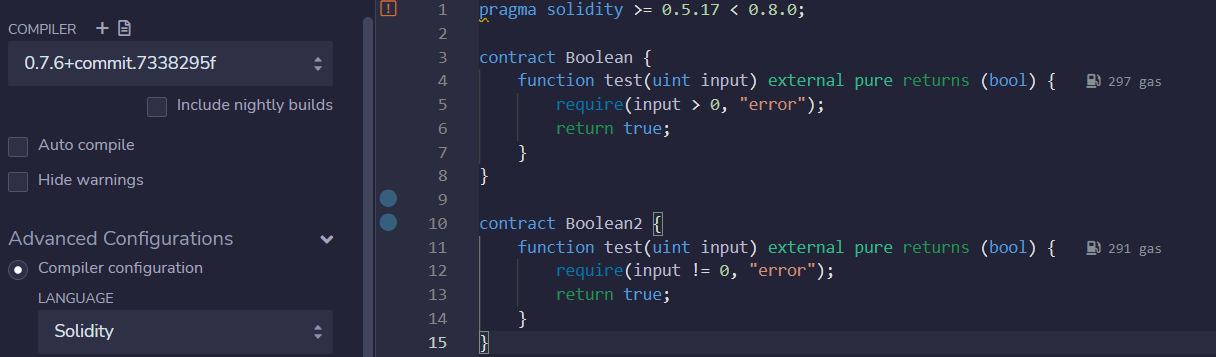 COMPILER
0.7.6+commit.7338295f
Include nightly builds
Auto compile
Hide warnings
Advanced Configurations
Compiler configuration
LANGUAGE
Solidity
1 pragma solidity >= 0.5.17 < 0.8.0;
2
3 contract Boolean {
4 function test(uint input) external pure returns (bool) { 297 gas
5 require(input > 0, "error");
6 return true;
7 }
8 }
9
10 contract Boolean2 {
11 function test(uint input) external pure returns (bool) { 291 gas
12 require(input != 0, "error");
13 return true;
14 }
15 }